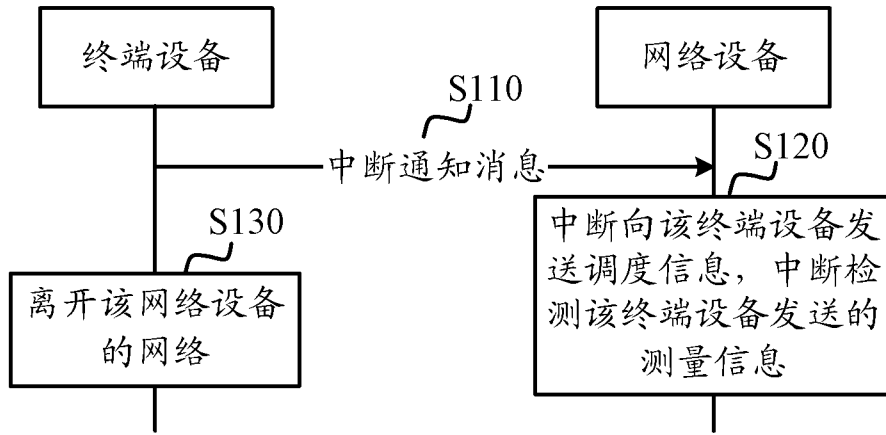 终端设备
网络设备
S110
中断通知消息
S120
中断向该终端设备发
送调度信息，中断检
测该终端设备发送的
测量信息
S130
离开该网络设备
的网络